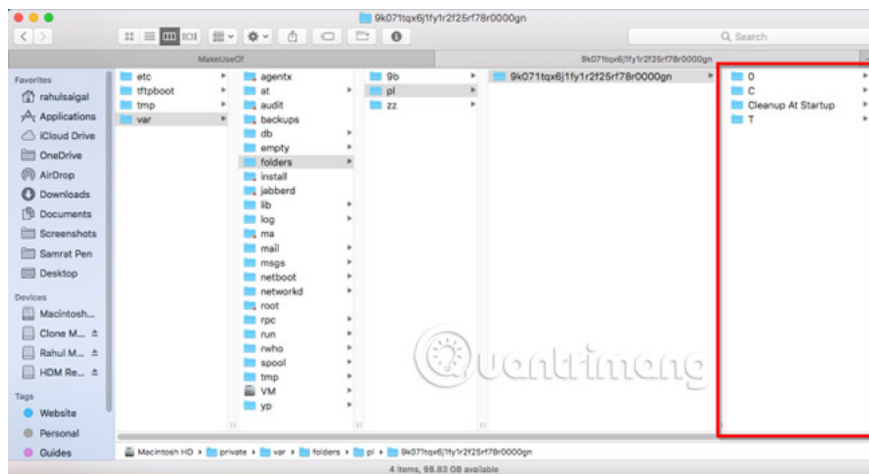 9k071tqx6j1fy1r2f25rf78r0000gn
Search
MakeUseOf
9k071tqx6j1fy1r2f25rf78r0000gn
Favorites
rahulsaigal
Applications
iCloud Drive
OneDrive
AirDrop
Downloads
Documents
Screenshots
Samrat Pen
Desktop
Devices
Macintosh...
Clone M...
Rahul M...
HDM Re...
Tags
Website
Personal
Guides
etc
tftpboot
tmp
var
agentx
at
audit
backups
db
empty
folders
install
jabberd
lib
log
ma
mail
msgs
netboot
networkd
root
rpc
run
rwho
spool
tmp
VM
yp
9b
pl
zz
9k071tqx6j1fy1r2f25rf78r0000gn
0
C
Cleanup At Startup
T
Quantrimang
Macintosh HD › private › var › folders › pl › 9k071tqx6j1fy1r2f25rf78r0000gn
4 items, 98.83 GB available